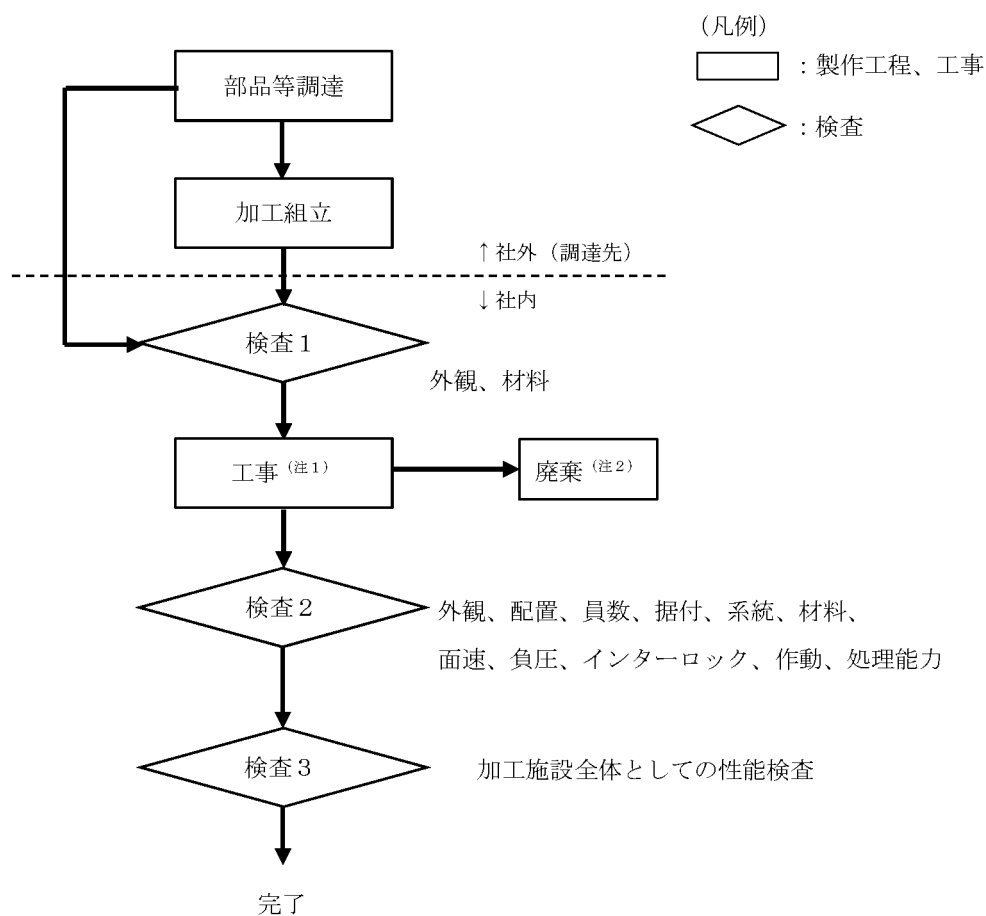 (凡例)
:製作工程、工事
:検査
部品等調達
加工組立
↑社外(調達先)
↓社内
検査1
外観、材料
工事(注1)
廃棄(注2)
検査2
外観、配置、員数、据付、系統、材料、
面速、負圧、インターロック、作動、処理能力
検査3
加工施設全体としての性能検査
完了